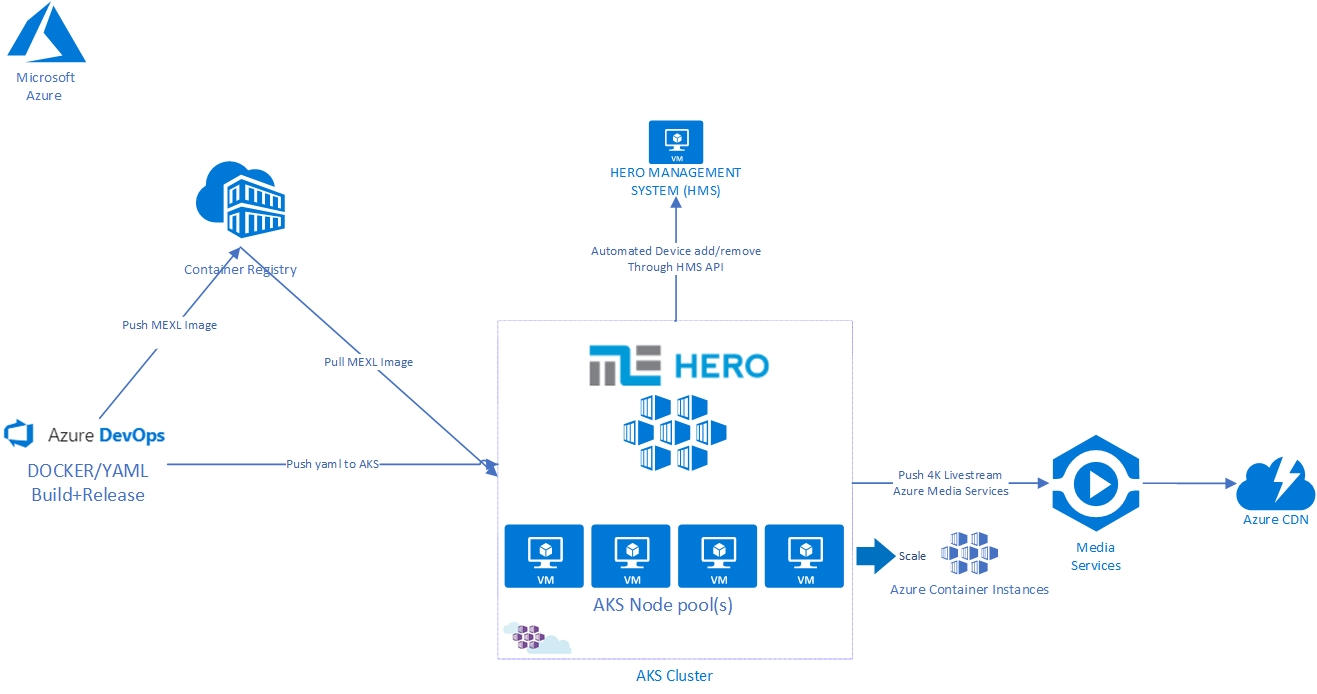 Microsoft
Azure
VM
HERO MANAGEMENT
SYSTEM (HMS)
Automated Device add/remove
Through HMS API
Container Registry
Push MEXL Image
Pull MEXL Image
HERO
Azure DevOps
DOCKER/YAML
Build+Release
Push yaml to AKS
Push 4K Livestream
Azure Media Services
Media
Services
Azure CDN
VM
VM
VM
VM
AKS Node pool(s)
Scale
Azure Container Instances
AKS Cluster